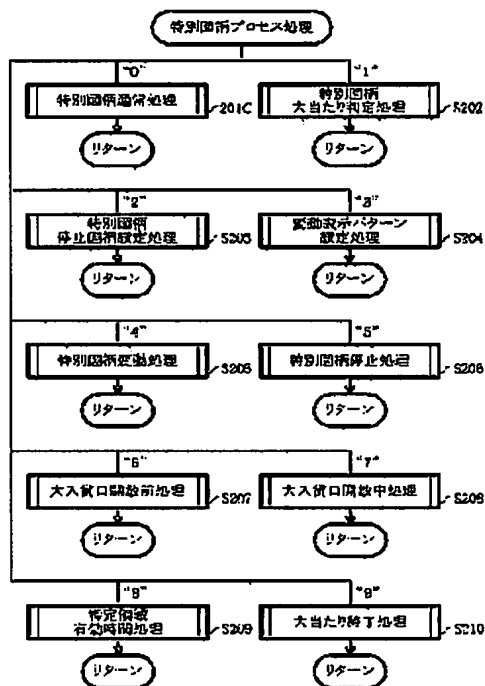 特別図柄プロセス処理
"0"
"1"
特別図柄通常処理
特別図柄
大当たり判定処理
S202
リターン
リターン
"2"
"3"
特別図柄
停止図柄設定処理
S203
変動表示パターン
設定処理
S204
リターン
リターン
"4"
"5"
特別図柄変動処理
S205
特別図柄停止処理
S206
リターン
リターン
"6"
"7"
大入賞口開放前処理
S207
大入賞口開放中処理
S208
リターン
リターン
"8"
"9"
特定領域
有効時間処理
S209
大当たり終了処理
S210
リターン
リターン